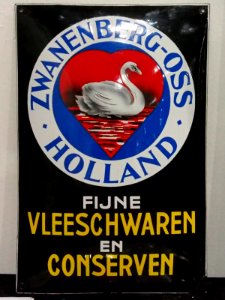 ZWANENBERG-OSS
· HOLLAND ·
FIJNE
VLEESCHWAREN
EN
CONSERVEN